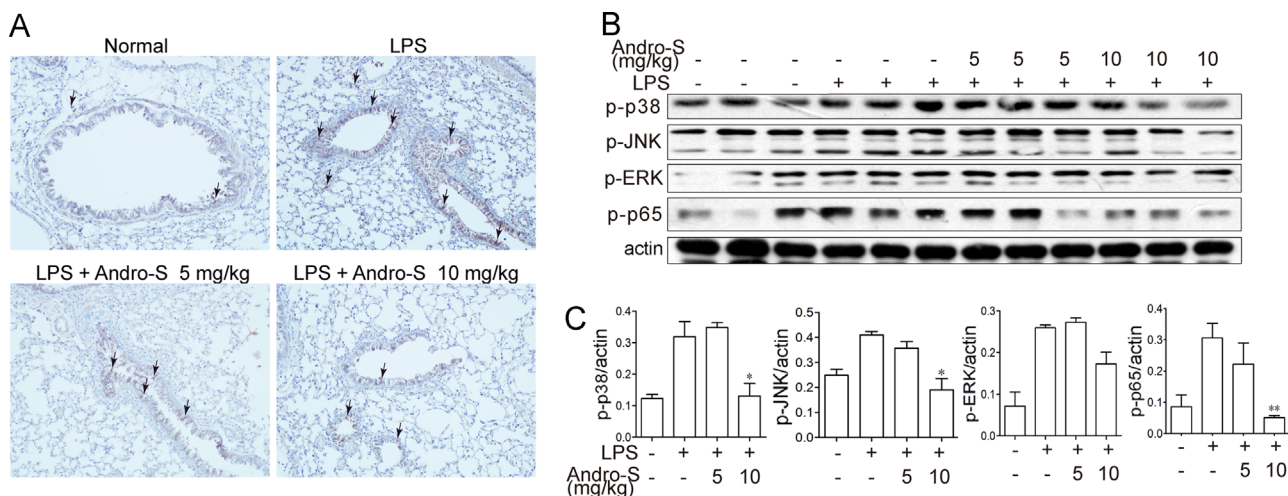 A
Normal
LPS
LPS + Andro-S 5 mg/kg
LPS + Andro-S 10 mg/kg
B
Andro-S
(mg/kg) - - - - - - 5 5 5 10 10 10
LPS - - - + + + + + + + + +
p-p38
p-JNK
p-ERK
p-p65
actin
C
p-p38/actin
0.4
0.3
0.2
0.1
0.0
*
p-JNK/actin
0.5
0.4
0.3
0.2
0.1
0.0
*
p-ERK/actin
0.3
0.2
0.1
0.0
p-p65/actin
0.4
0.3
0.2
0.1
0.0
**
LPS - + + + - + + + - + + + - + + +
Andro-S - - 5 10 - - 5 10 - - 5 10 - - 5 10
(mg/kg)